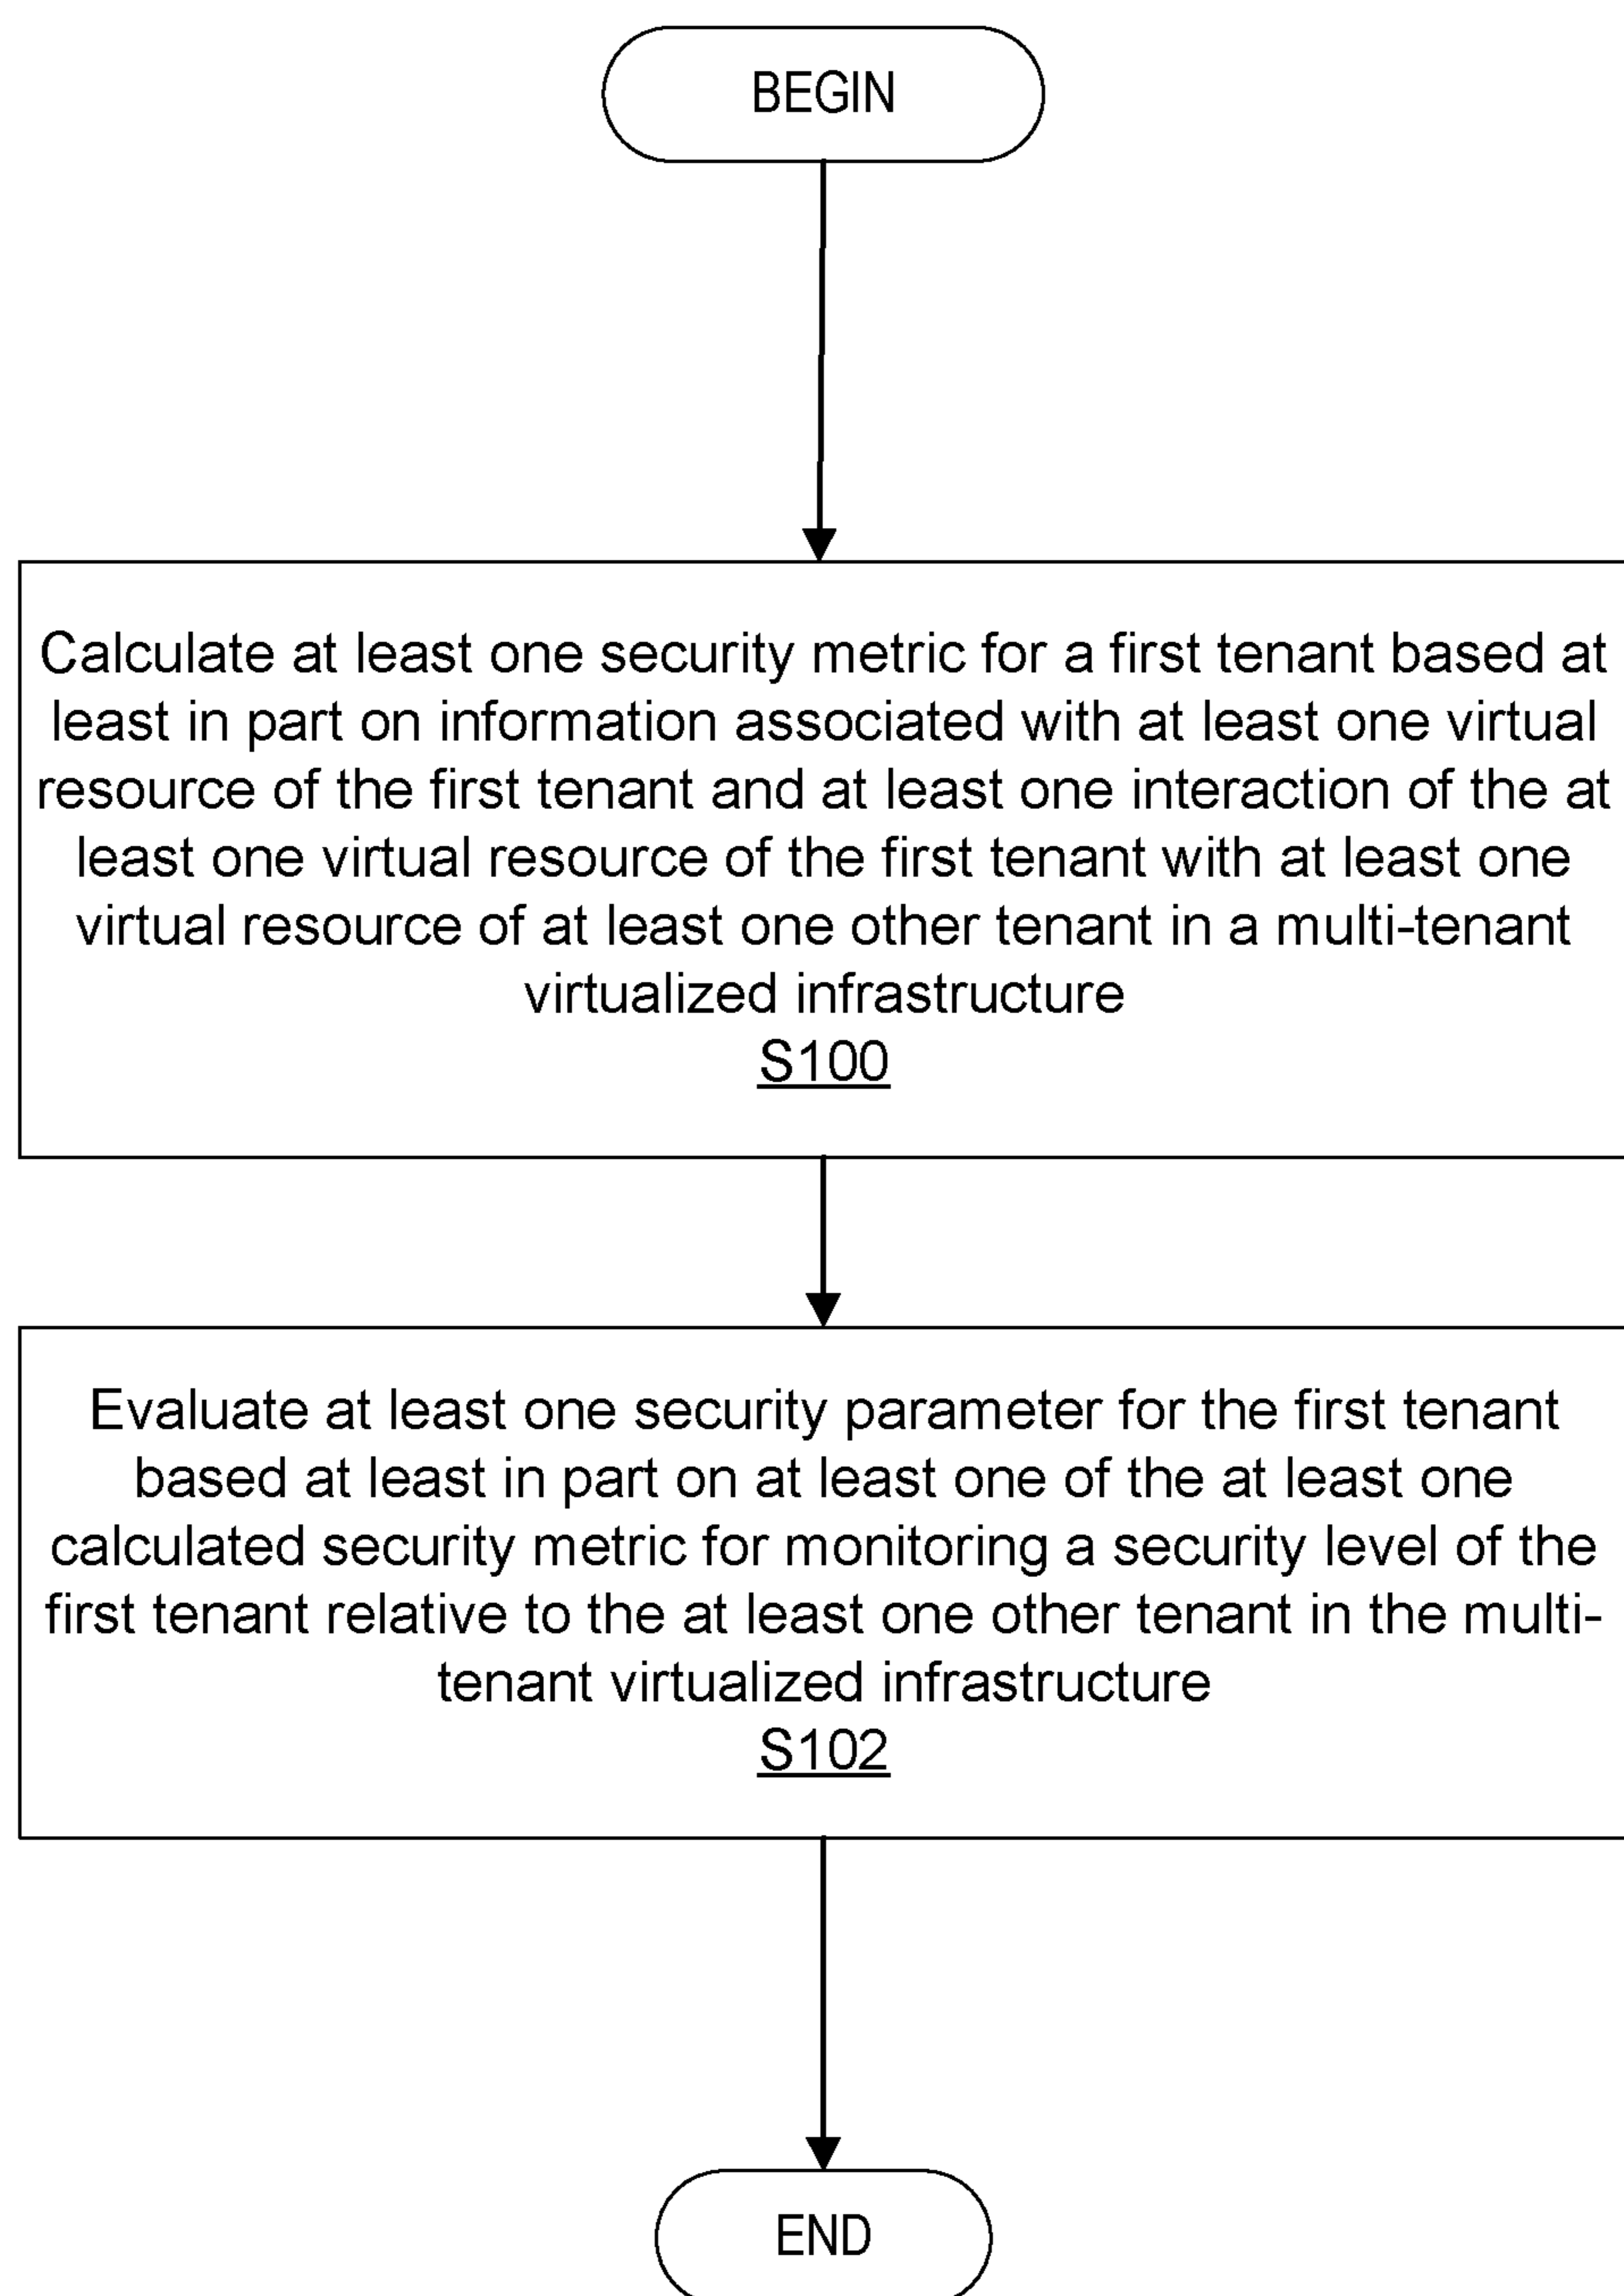 BEGIN
Calculate at least one security metric for a first tenant based at
least in part on information associated with at least one virtual
resource of the first tenant and at least one interaction of the at
least one virtual resource of the first tenant with at least one
virtual resource of at least one other tenant in a multi-tenant
virtualized infrastructure
S100
Evaluate at least one security parameter for the first tenant
based at least in part on at least one of the at least one
calculated security metric for monitoring a security level of the
first tenant relative to the at least one other tenant in the multi-
tenant virtualized infrastructure
S102
END